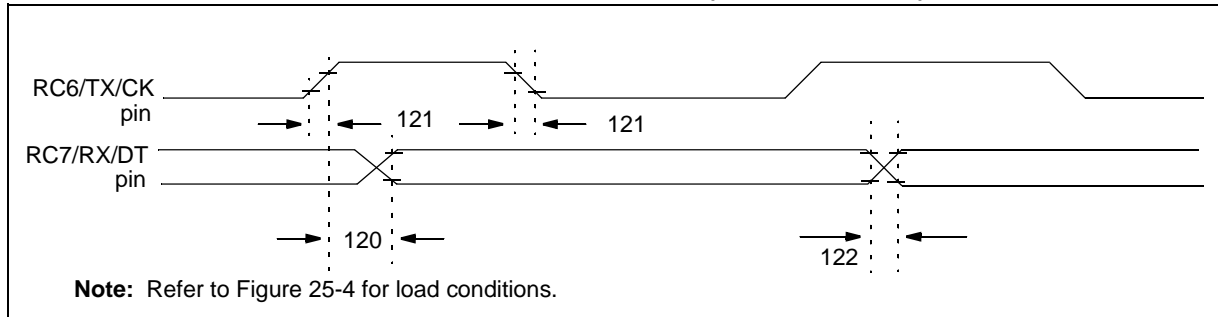 RC6/TX/CK
pin
121
121
RC7/RX/DT
pin
120
122
Note: Refer to Figure 25-4 for load conditions.